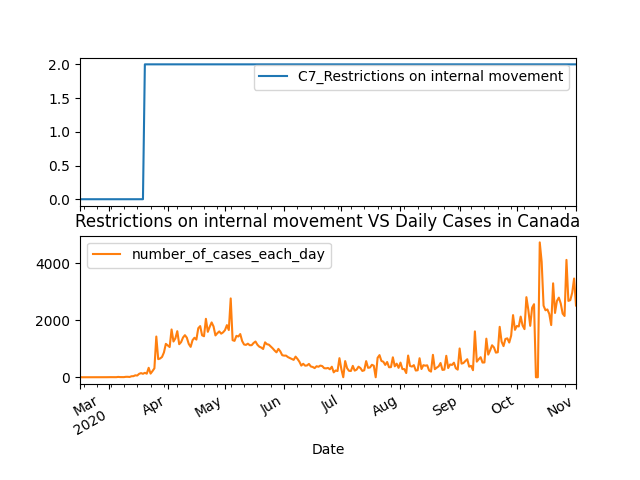 2.0
C7_Restrictions on internal movement
1.5
1.0
0.5
0.0
Restrictions on internal movement VS Daily Cases in Canada
number_of_cases_each_day
4000
2000
0
Mar
2020
Apr
May
Jun
Jul
Aug
Sep
Oct
Nov
Date